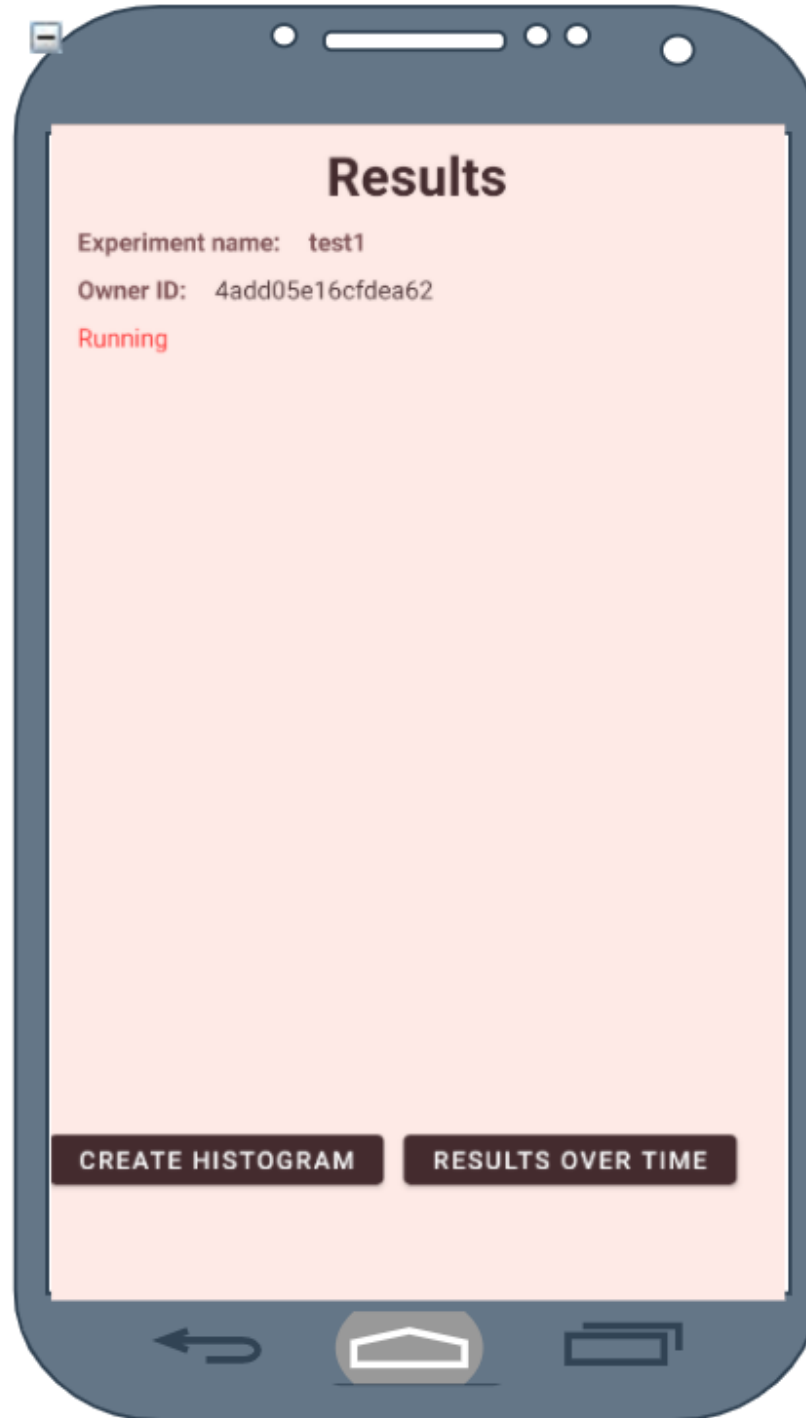 Results
Experiment name: test1
Owner ID: 4add05e16cfdea62
Running
CREATE HISTOGRAM RESULTS OVER TIME